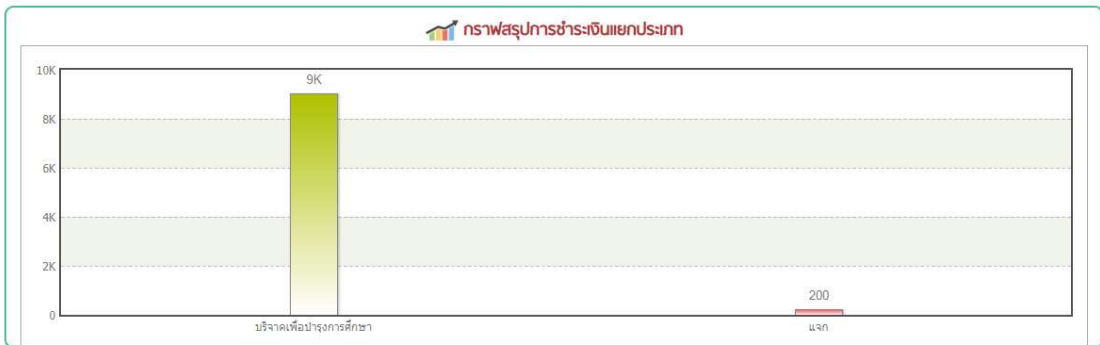 กราฟสรุปการชำระเงินแยกประเภท
10K
9K
8K
6K
4K
2K
200
0
บริจาคเพื่อบำรุงการศึกษา
แจก